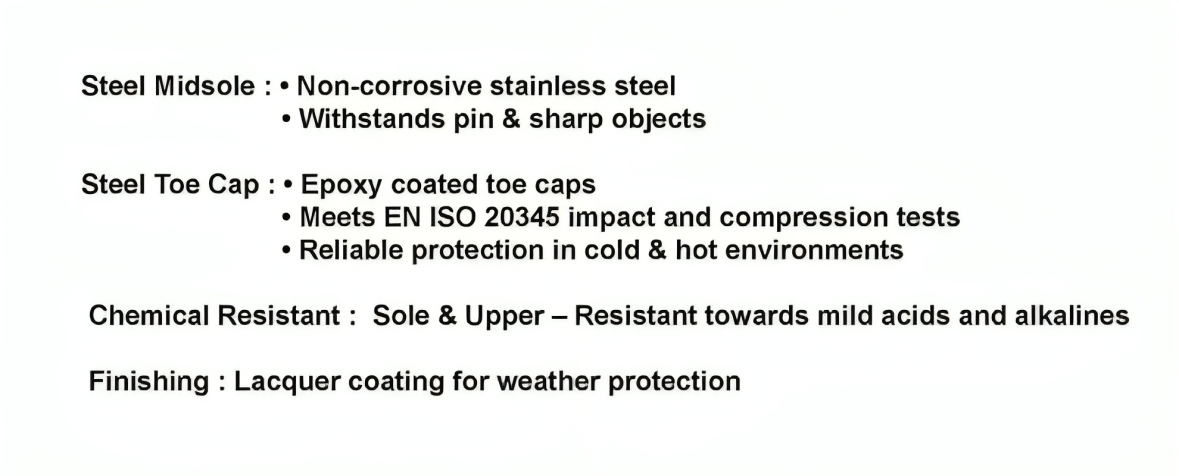 Steel Midsole : • Non-corrosive stainless steel
• Withstands pin & sharp objects
Steel Toe Cap : • Epoxy coated toe caps
• Meets EN ISO 20345 impact and compression tests
• Reliable protection in cold & hot environments
Chemical Resistant : Sole & Upper – Resistant towards mild acids and alkalines
Finishing : Lacquer coating for weather protection